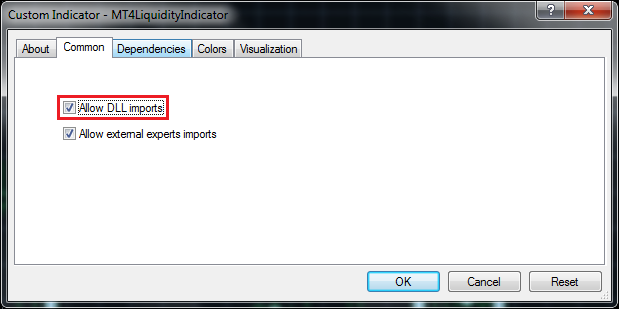 Custom Indicator - MT4LiquidityIndicator
?
About Common Dependencies Colors Visualization
Allow DLL imports
Allow external experts imports
OK Cancel Reset